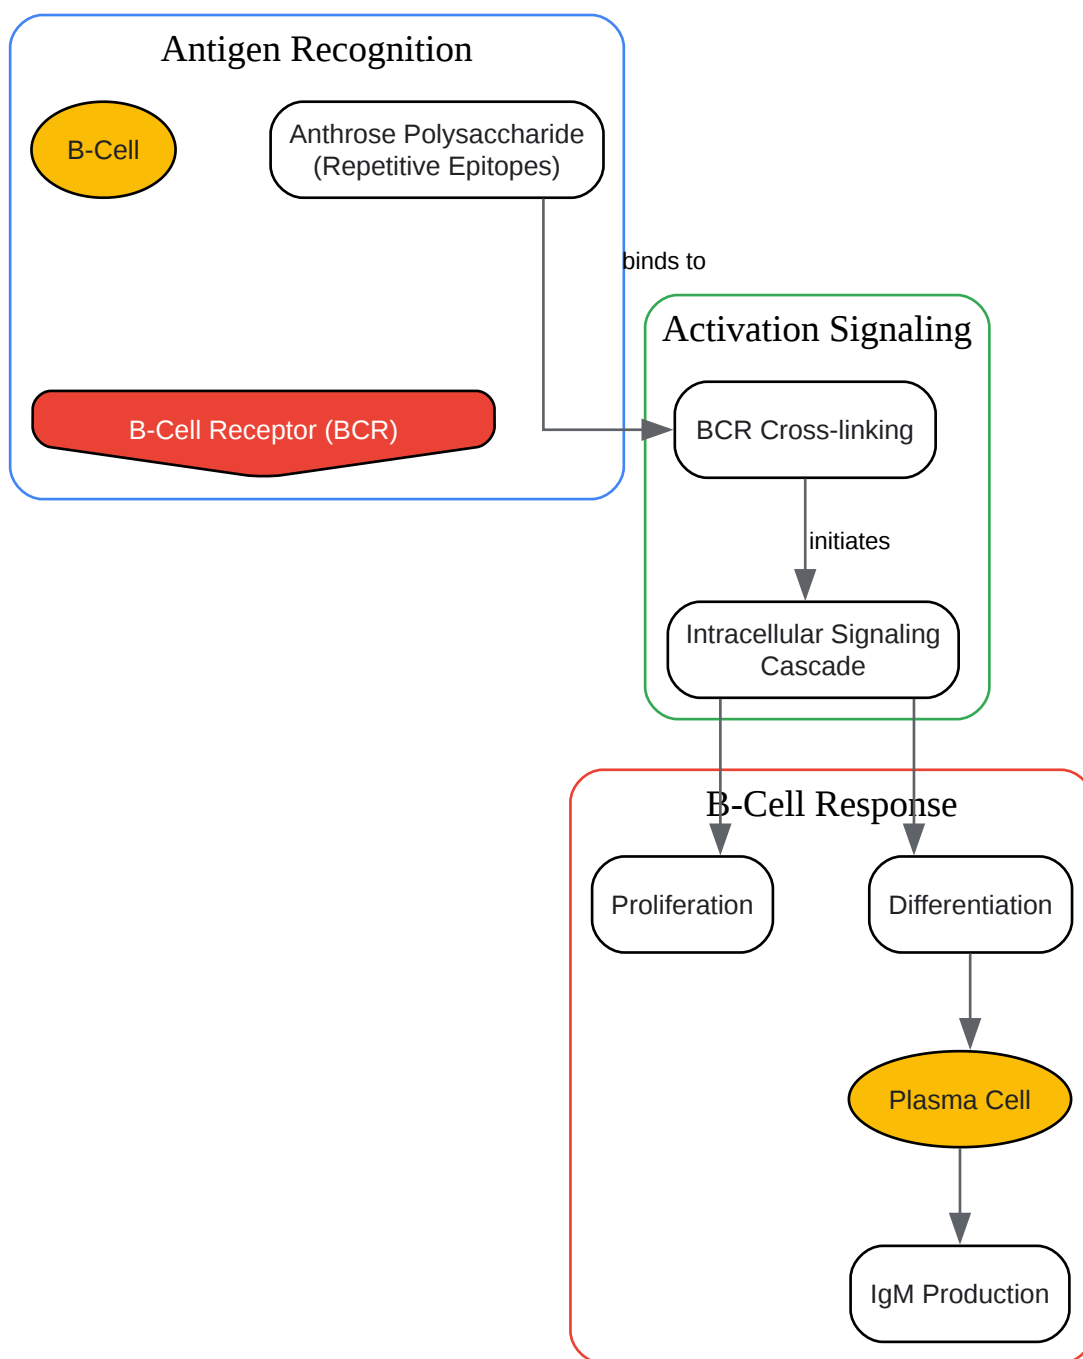 Antigen Recognition
B-Cell
Anthrose Polysaccharide
(Repetitive Epitopes)
binds to
Activation Signaling
B-Cell Receptor (BCR)
BCR Cross-linking
initiates
Intracellular Signaling
Cascade
B-Cell Response
Proliferation
Differentiation
Plasma Cell
IgM Production